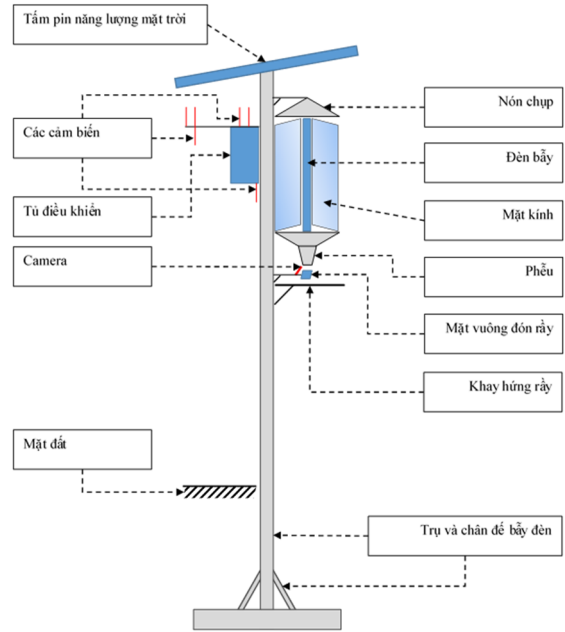 Tấm pin năng lượng mặt trời
Nón chụp
Các cảm biến
Đèn bẫy
Tủ điều khiển
Mặt kính
Camera
Phễu
Mặt vuông đón rầy
Khay hứng rầy
Mặt đất
Trụ và chân đế bẫy đèn